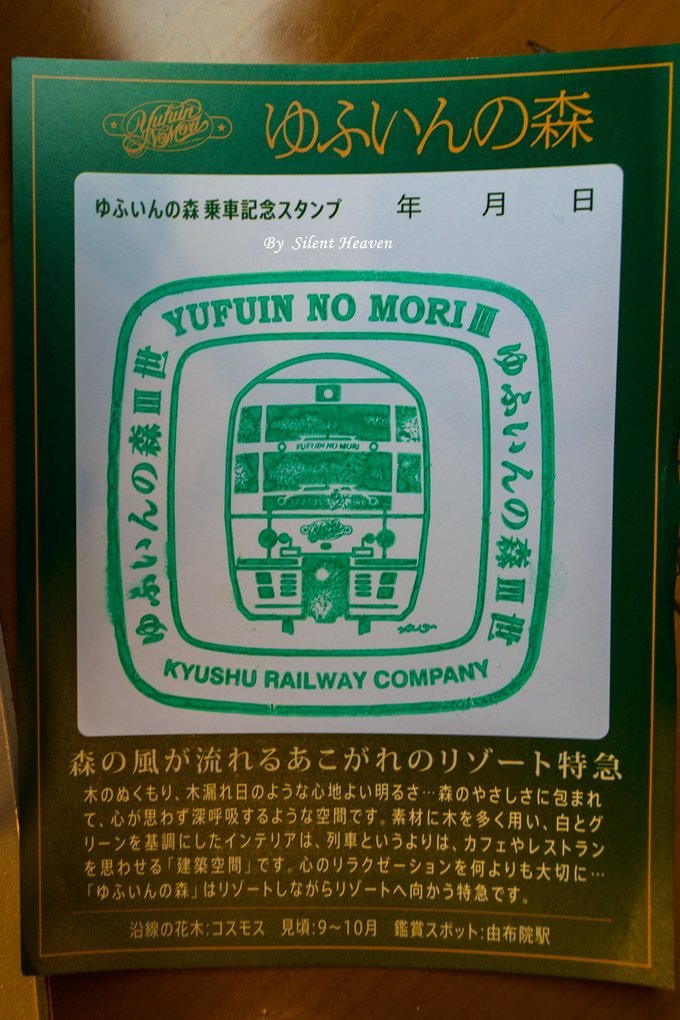 Yufuin
No Mori
ゆふいんの森
ゆふいんの森 乗車記念スタンプ 年 月 日
By Silent Heaven
YUFUIN NO MORI III
ゆふいんの森 III 世
ゆふいんの森 III 世
YUFUIN NO MORI
KYUSHU RAILWAY COMPANY
森の風が流れるあこがれのリゾート特急
木のぬくもり、木漏れ日のような心地よい明るさ…森のやさしさに包まれ
て、心が思わず深呼吸するような空間です。素材に木を多く用い、白とグ
リーンを基調にしたインテリアは、列車というよりは、カフェやレストラン
を思わせる「建築空間」です。心のリラクゼーションを何よりも大切に…
「ゆふいんの森」はリゾートしながらリゾートへ向かう特急です。
沿線の花木:コスモス 見頃:9～10月 鑑賞スポット:由布院駅